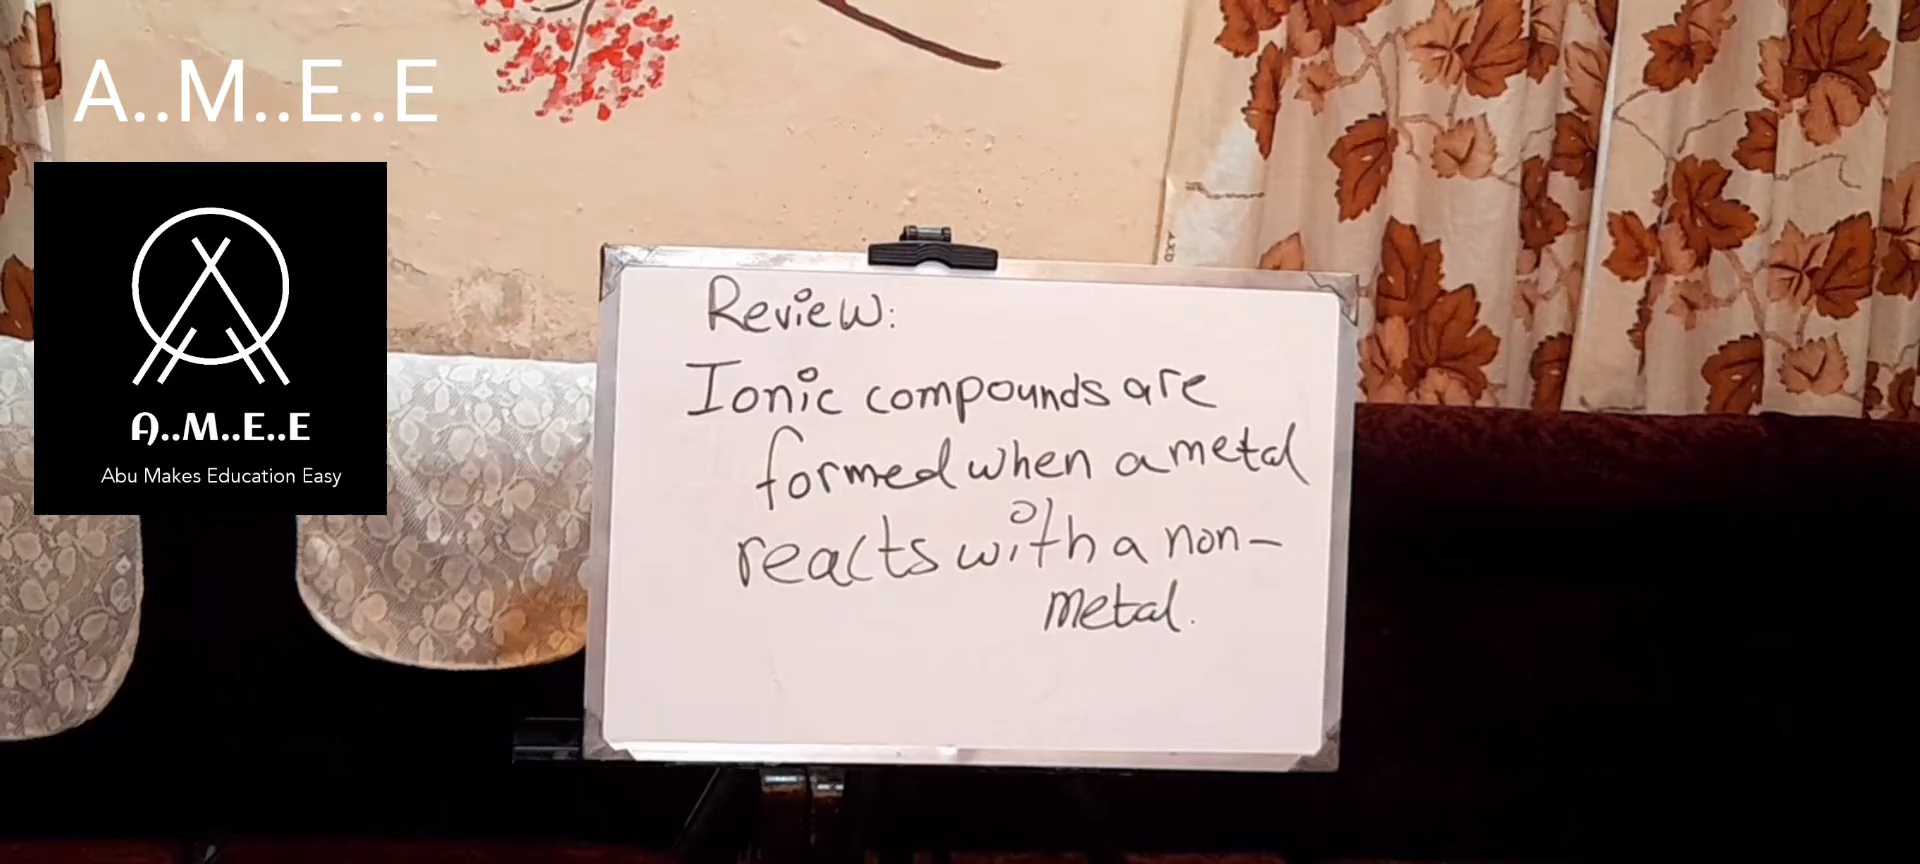 A..M..E..E
A..M..E..E
Abu Makes Education Easy
Review:
Ionic compounds are
formed when a metal
reacts with a non-
metal.